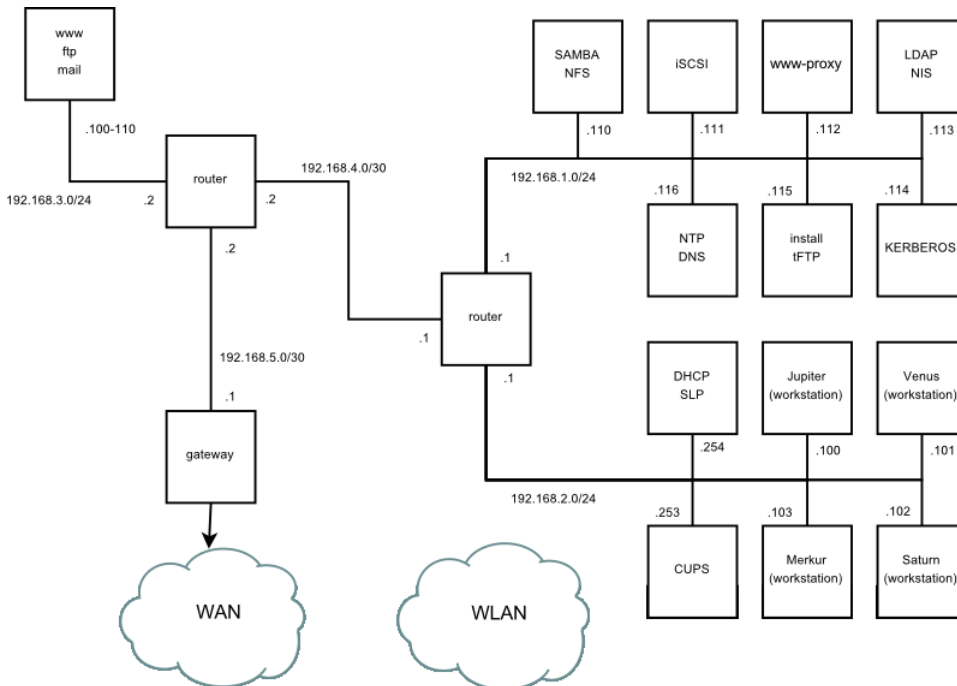 www
ftp
mail
.100-110
192.168.3.0/24
.2
router
.2
.2
192.168.4.0/30
192.168.5.0/30
.1
gateway
WAN
WLAN
.1
router
.1
.1
SAMBA
NFS
.110
iSCSI
.111
www-proxy
.112
LDAP
NIS
.113
192.168.1.0/24
.116
NTP
DNS
.115
install
tFTP
.114
KERBEROS
DHCP
SLP
.254
Jupiter
(workstation)
.100
Venus
(workstation)
.101
192.168.2.0/24
.253
CUPS
.103
Merkur
(workstation)
.102
Saturn
(workstation)